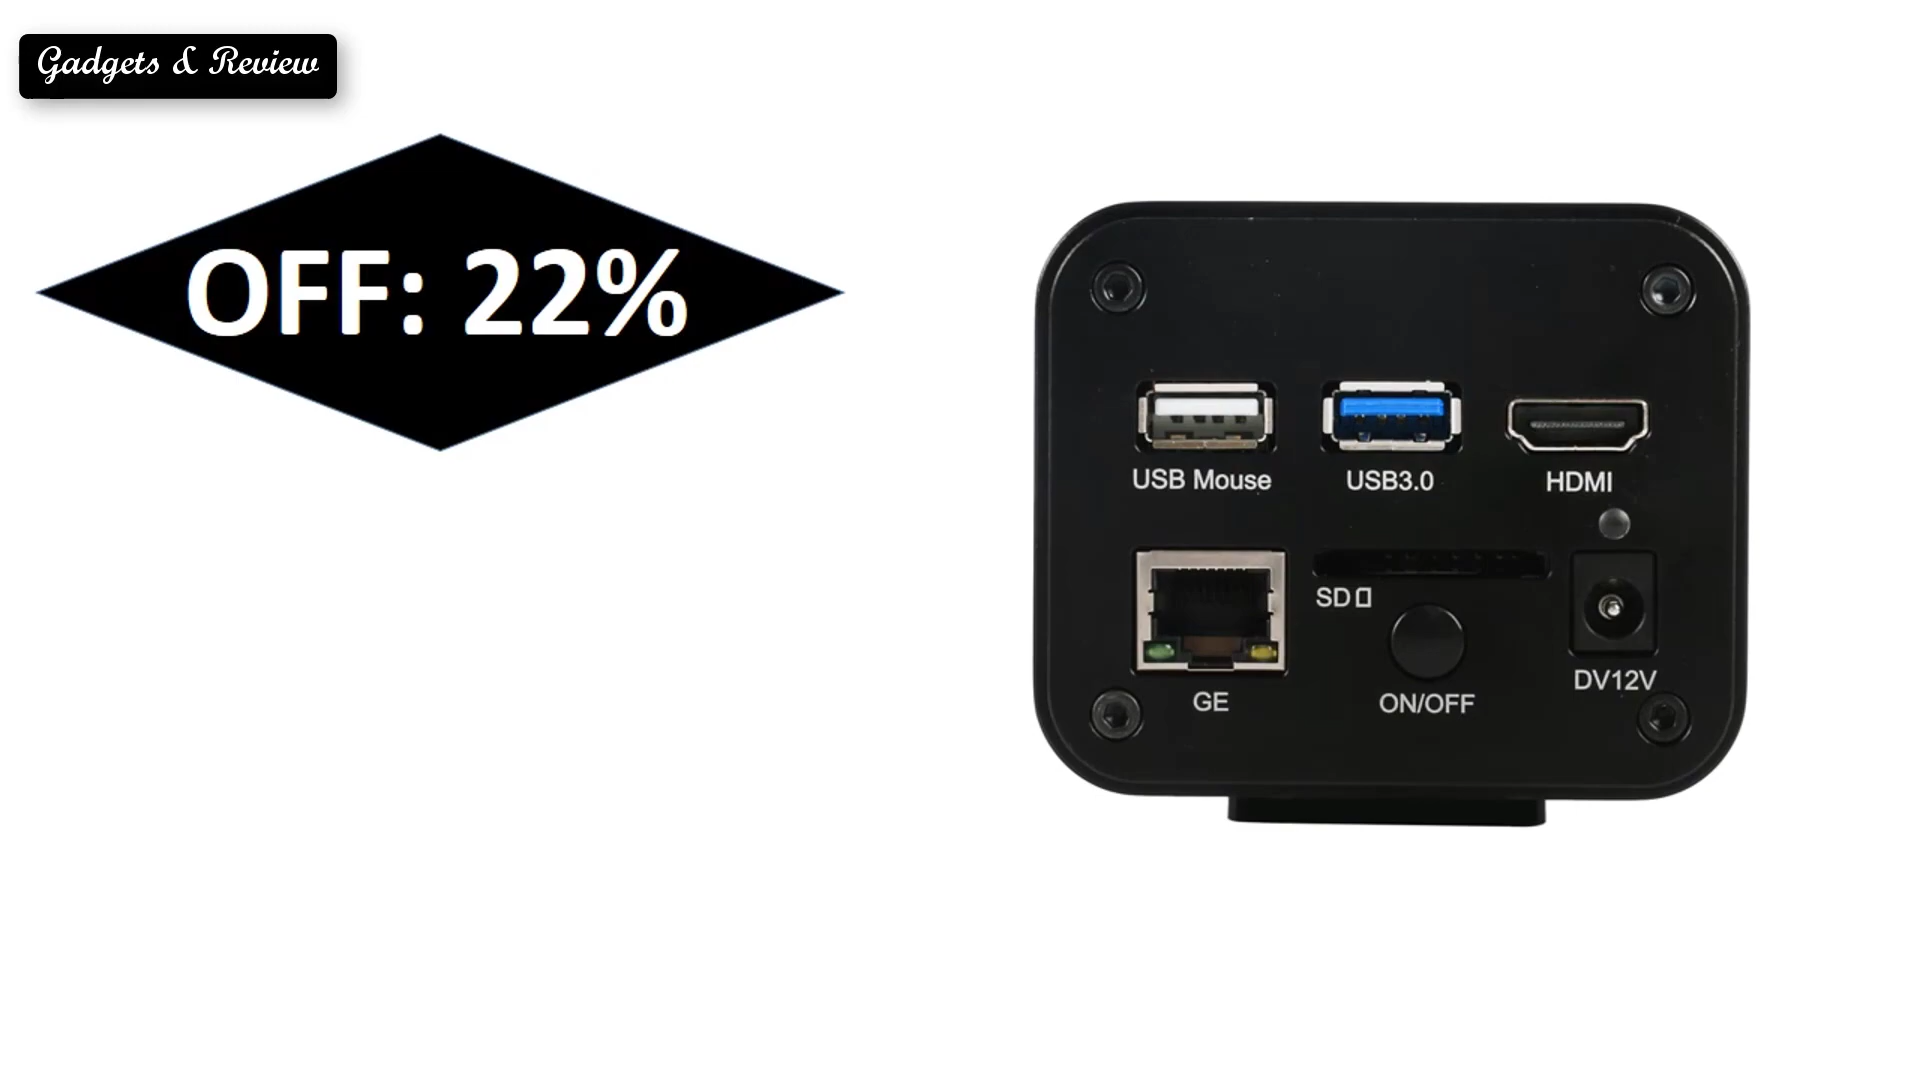 Gadgets & Review
OFF: 22%
USB Mouse
USB3.0
HDMI
SD
GE
ON/OFF
DV12V